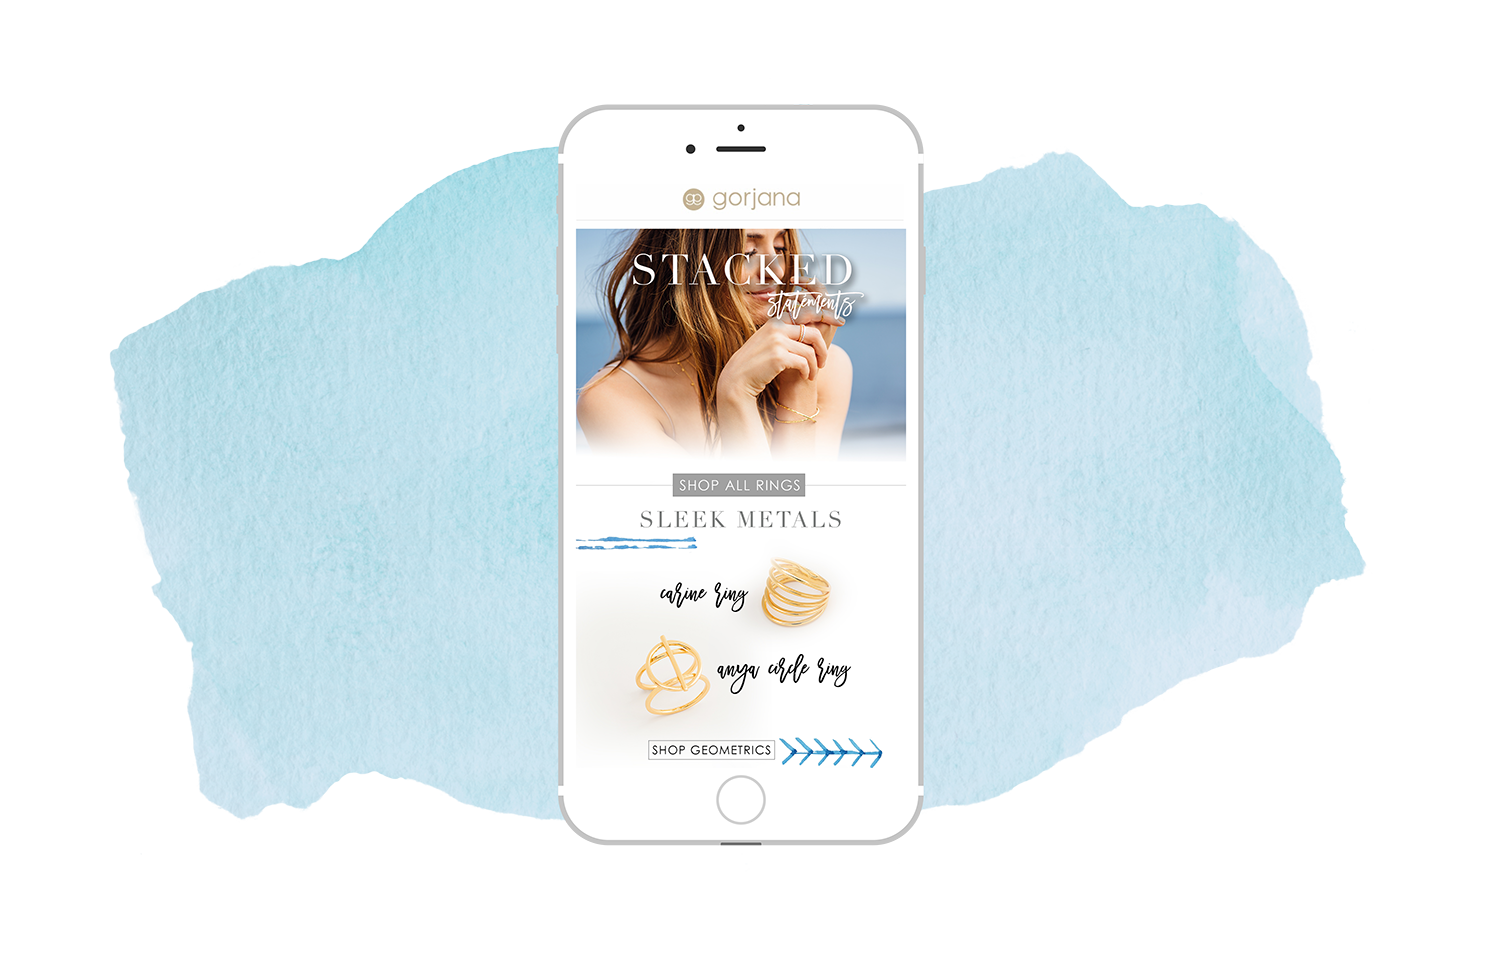 gorjana
STACKED
statements
SHOP ALL RINGS
SLEEK METALS
carine ring
anya circle ring
SHOP GEOMETRICS